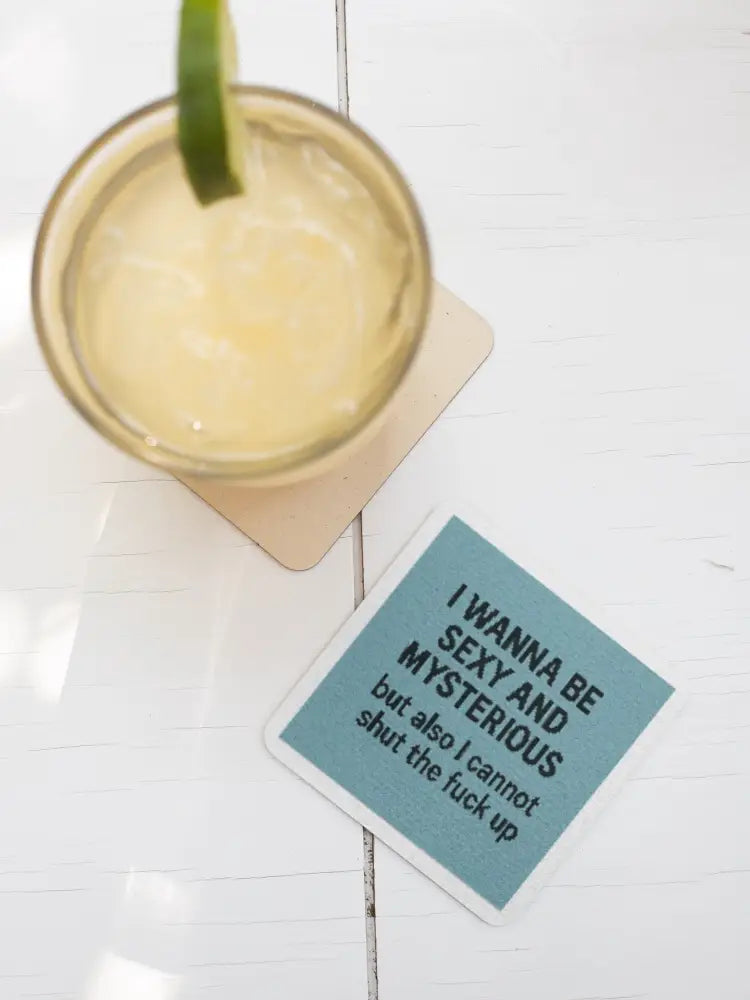 I WANNA BE
SEXY AND
MYSTERIOUS
but also I cannot
shut the fuck up